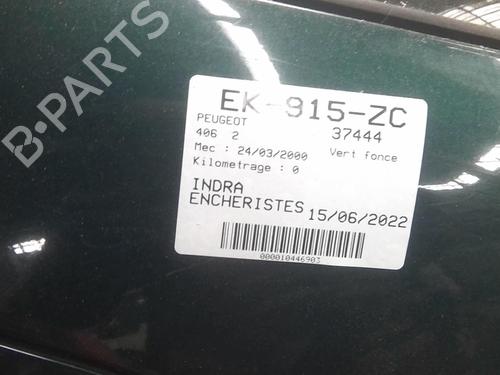 EK-915-ZC
PEUGEOT
406 2 37444
Mec : 24/03/2000 Vert fonce
Kilometrage : 0
INDRA
ENCHERISTES 15/06/2022
000010446903